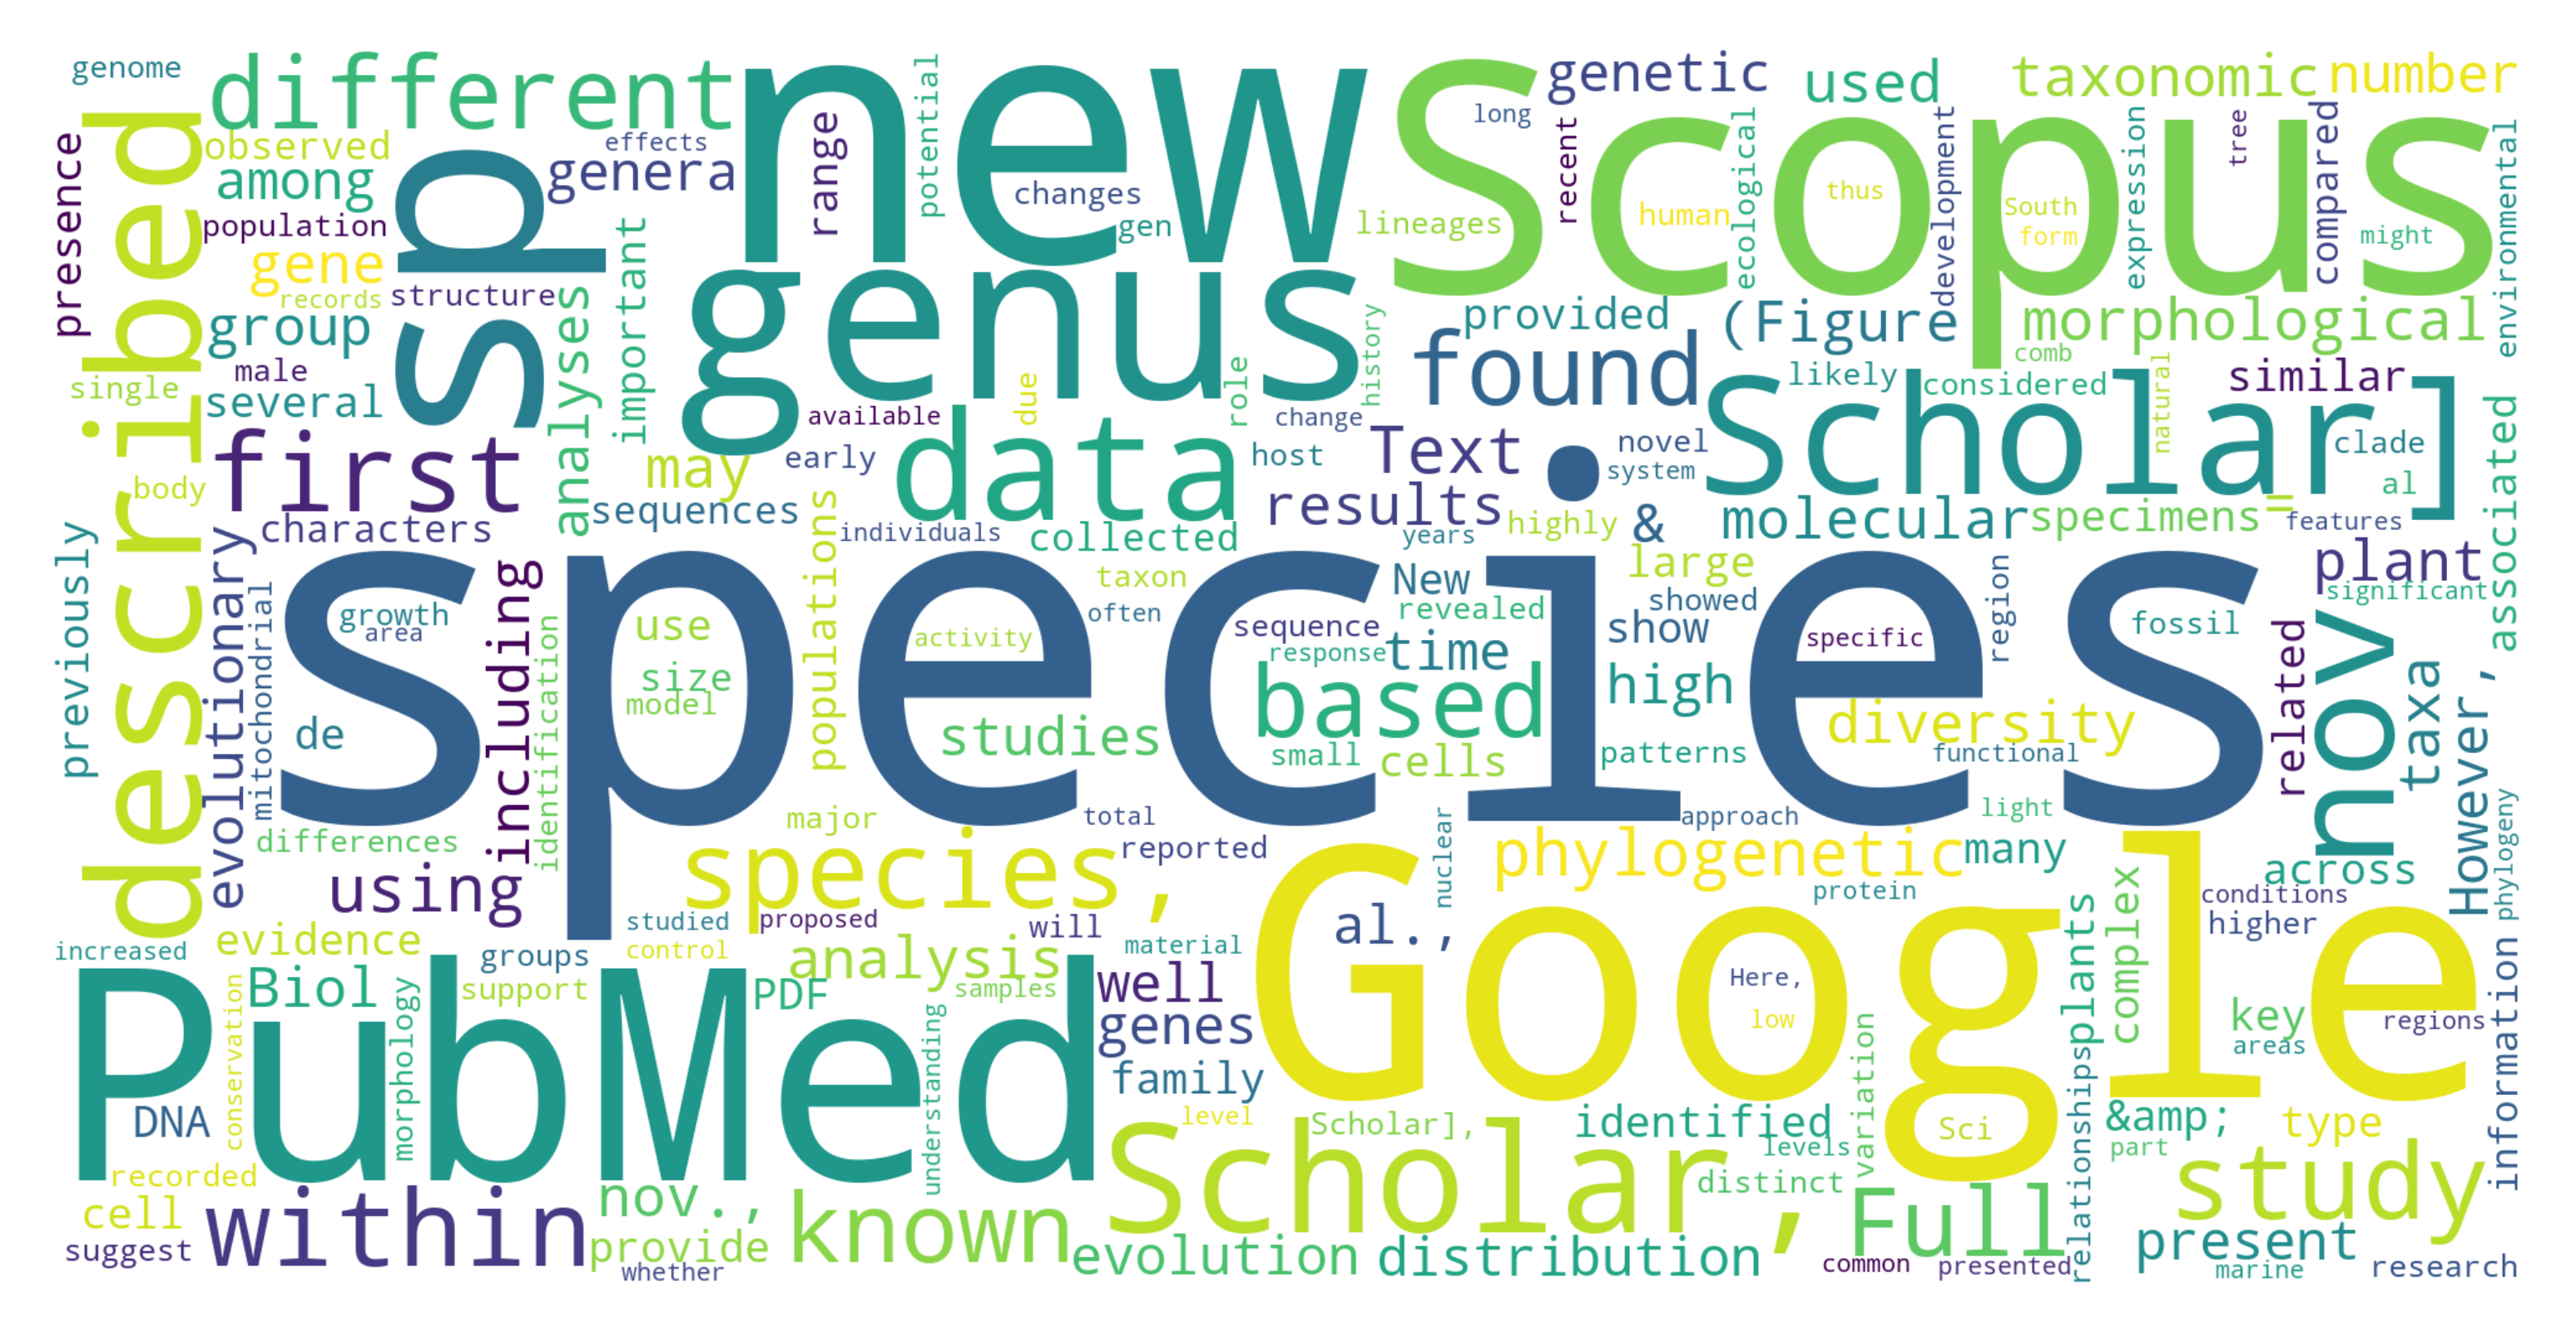 genome
different
new
Scopus
genetic
used
taxonomic
number
presence
described
observed
among
population
gene
records
group
male
single
several
first
body
characters
sp
structure
effects
genera
potential
range
changes
gen
important
analyses
genus
lineages
long
recent
human
ecological
thus
development
South
form
expression
tree
compared
might
environmental
provided
(Figure
morphological
found
history
role
due
available
change
data
may
early
host
Text
novel
system
likely
considered
comb
natural
similar
Scholar]
clade
al
associated
.
sequences
populations
individuals
collected
results
highly
&
molecular
specimens
=
features
previously
evolutionary
mitochondrial
including
identification
species
growth
area
de
use
size
model
taxon
often
activity
studies
years
New
revealed
sequence
response
time
based
small
cells
large
showed
show
high
patterns
region
specific
diversity
functional
fossil
plant
significant
nov
related
taxa
However,
differences
using
major
total
reported
species,
studied
proposed
will
nuclear
approach
light
phylogenetic
many
protein
across
conditions
higher
phylogeny
complex
plants
increased
evidence
groups
control
analysis
material
al.,
Google
Here,
low
Sci
key
areas
regions
information
PubMed
Biol
support
PDF
samples
well
genes
family
DNA
conservation
morphology
understanding
level
Scholar],
identified
levels
variation
relationships
&amp;
part
type
recorded
cell
suggest
within
nov.,
provide
whether
known
Scholar,
evolution
distribution
distinct
Full
common
presented
study
present
marine
research